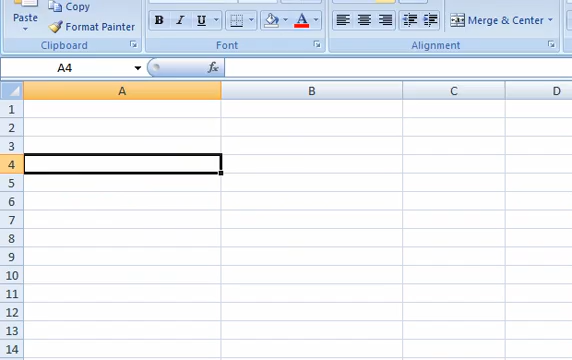 Copy
Paste
Format Painter
B I U A Merge & Center
Clipboard Font Alignment
A4 fx
A B C D
1
2
3
4
5
6
7
8
9
10
11
12
13
14